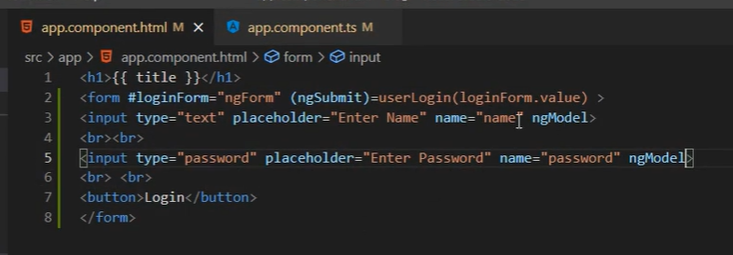 app.component.html M × app.component.ts M
src > app > app.component.html > form > input
1 <h1>{{ title }}</h1>
2 <form #loginForm="ngForm" (ngSubmit)=userLogin(loginForm.value) >
3 <input type="text" placeholder="Enter Name" name="name" ngModel>
4 <br><br>
5 <input type="password" placeholder="Enter Password" name="password" ngModel>
6 <br> <br>
7 <button>Login</button>
8 </form>